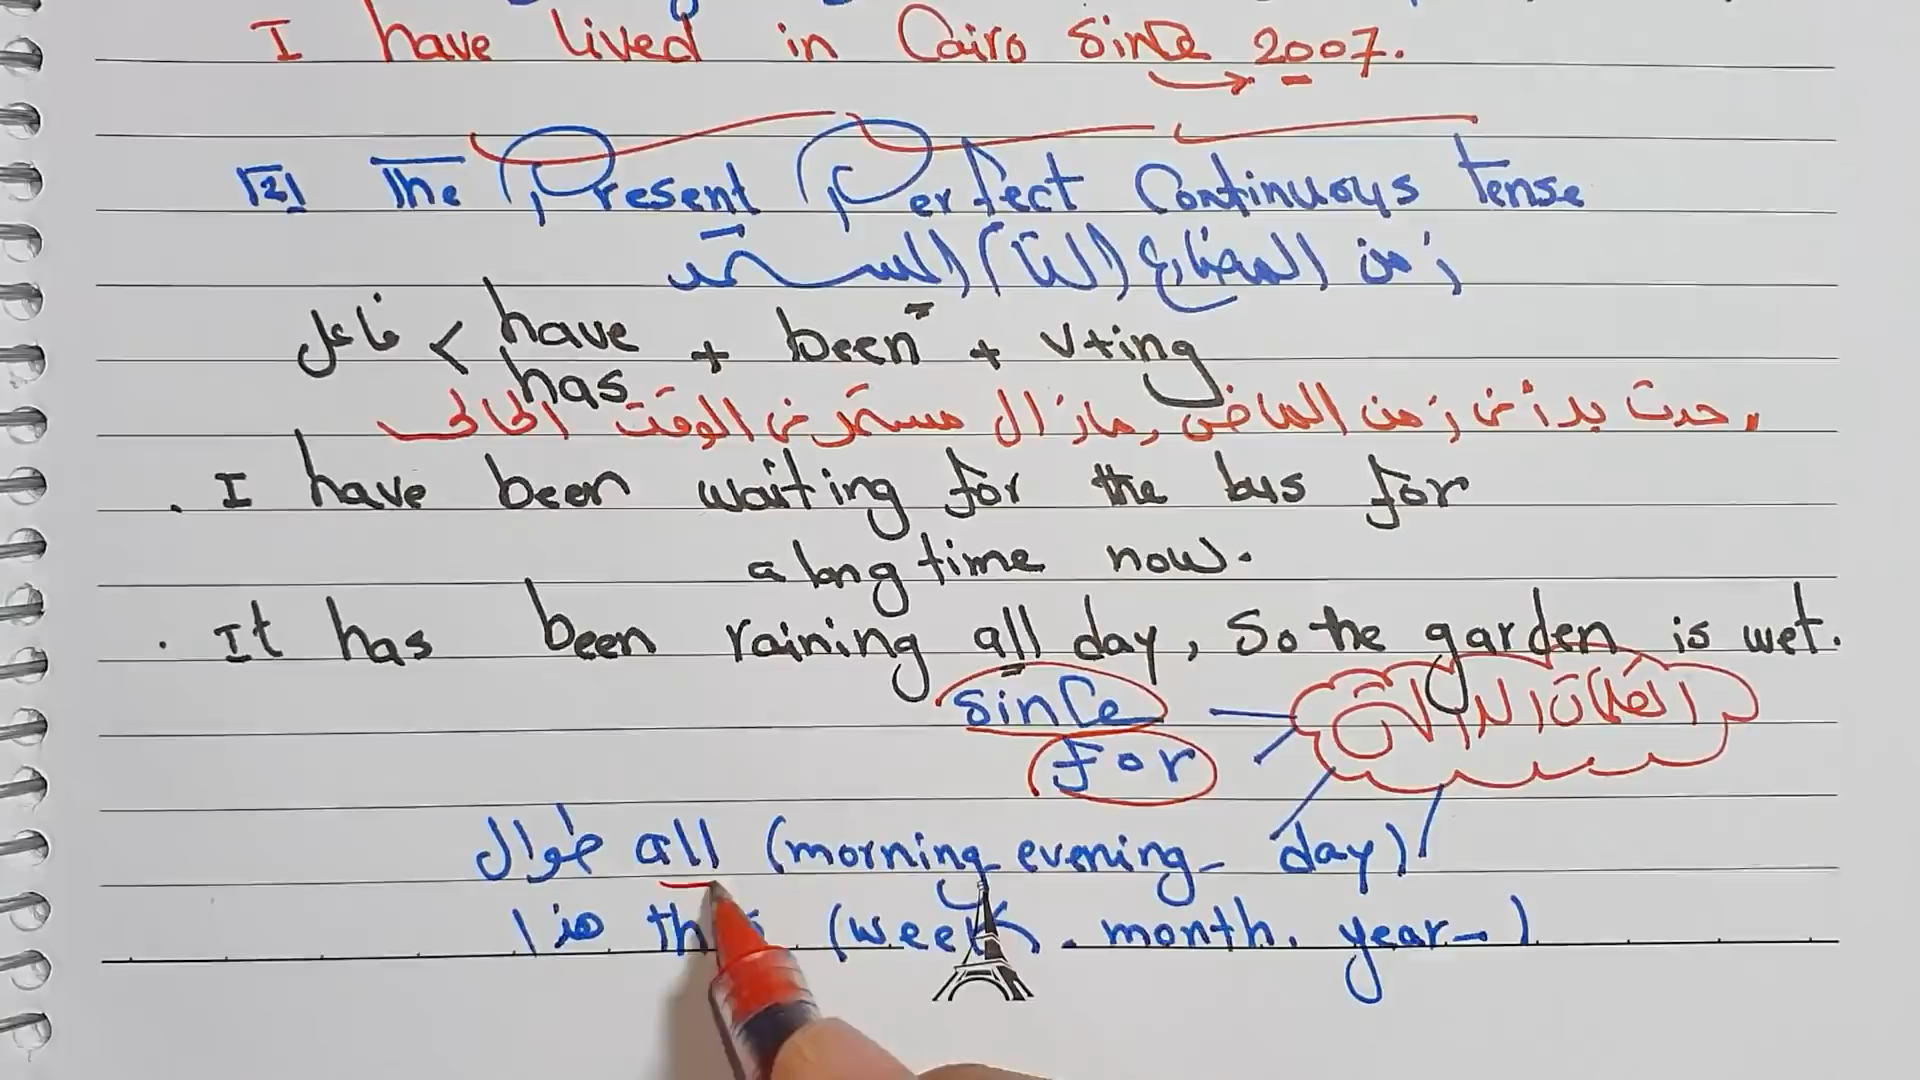 I have lived in Cairo since 2007.
[2] The Present Perfect Continuous Tense
زمن المضارع التام المستمر
فاعل < have has + been + V+ing
. حدث بدأ في زمن الماضي ومازال مستمر في الوقت الحالي
. I have been waiting for the bus for
a long time now.
. It has been raining all day, so the garden is wet.
since
الكلمات الدالة
for
طوال all (morning - evening - day)
هذا this (week . month . year - )